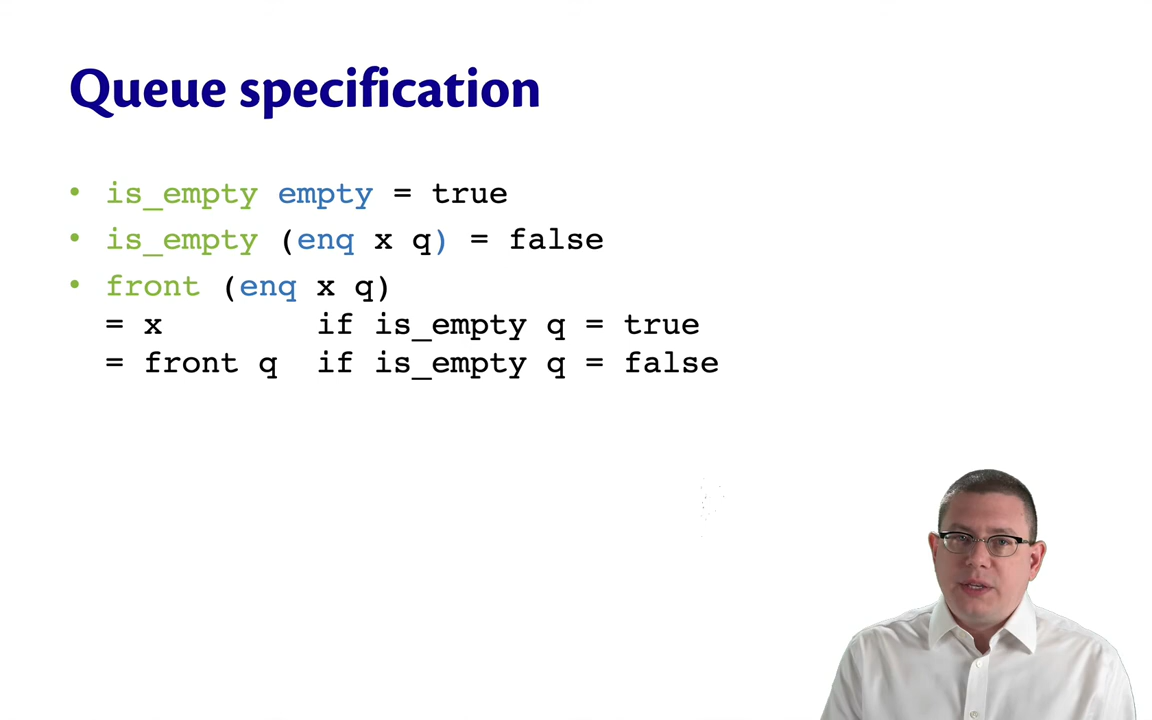 Queue specification
• is_empty empty = true
• is_empty (enq x q) = false
• front (enq x q)
= x if is_empty q = true
= front q if is_empty q = false